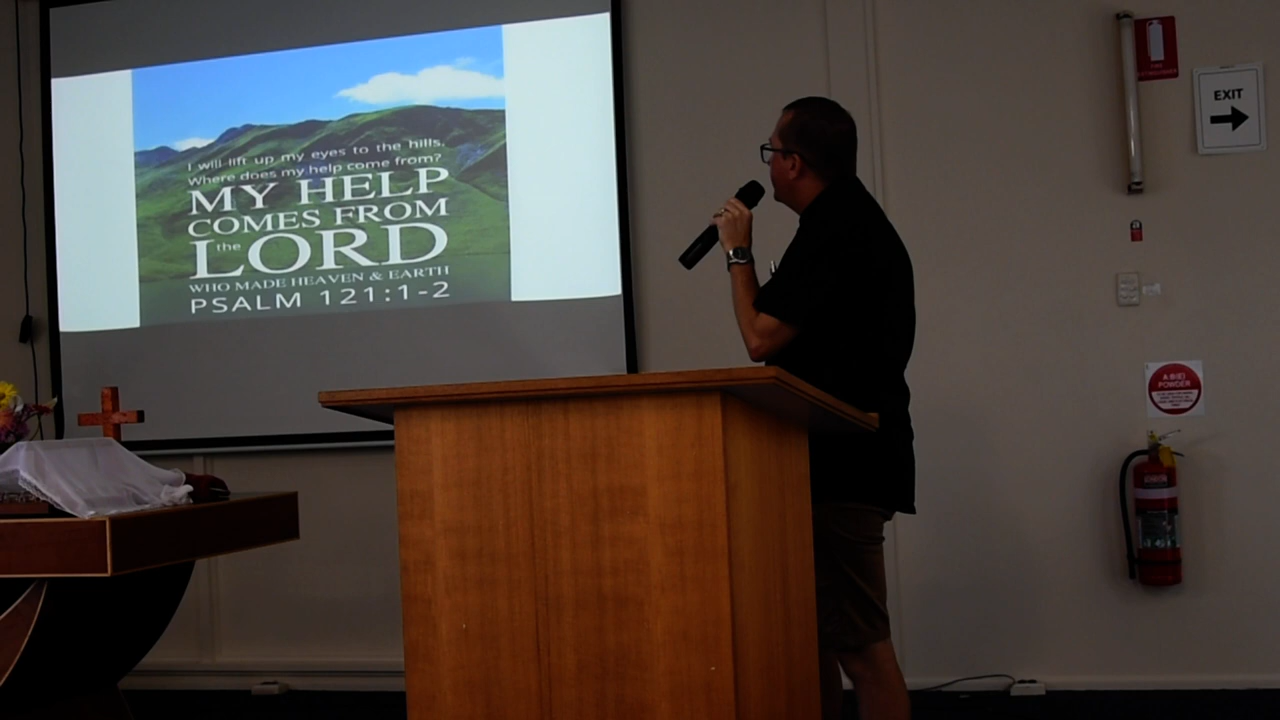 I will lift up my eyes to the hills.
Where does my help come from?
MY HELP
COMES FROM
the LORD
WHO MADE HEAVEN & EARTH
PSALM 121:1-2
EXIT
A B(E)
POWDER